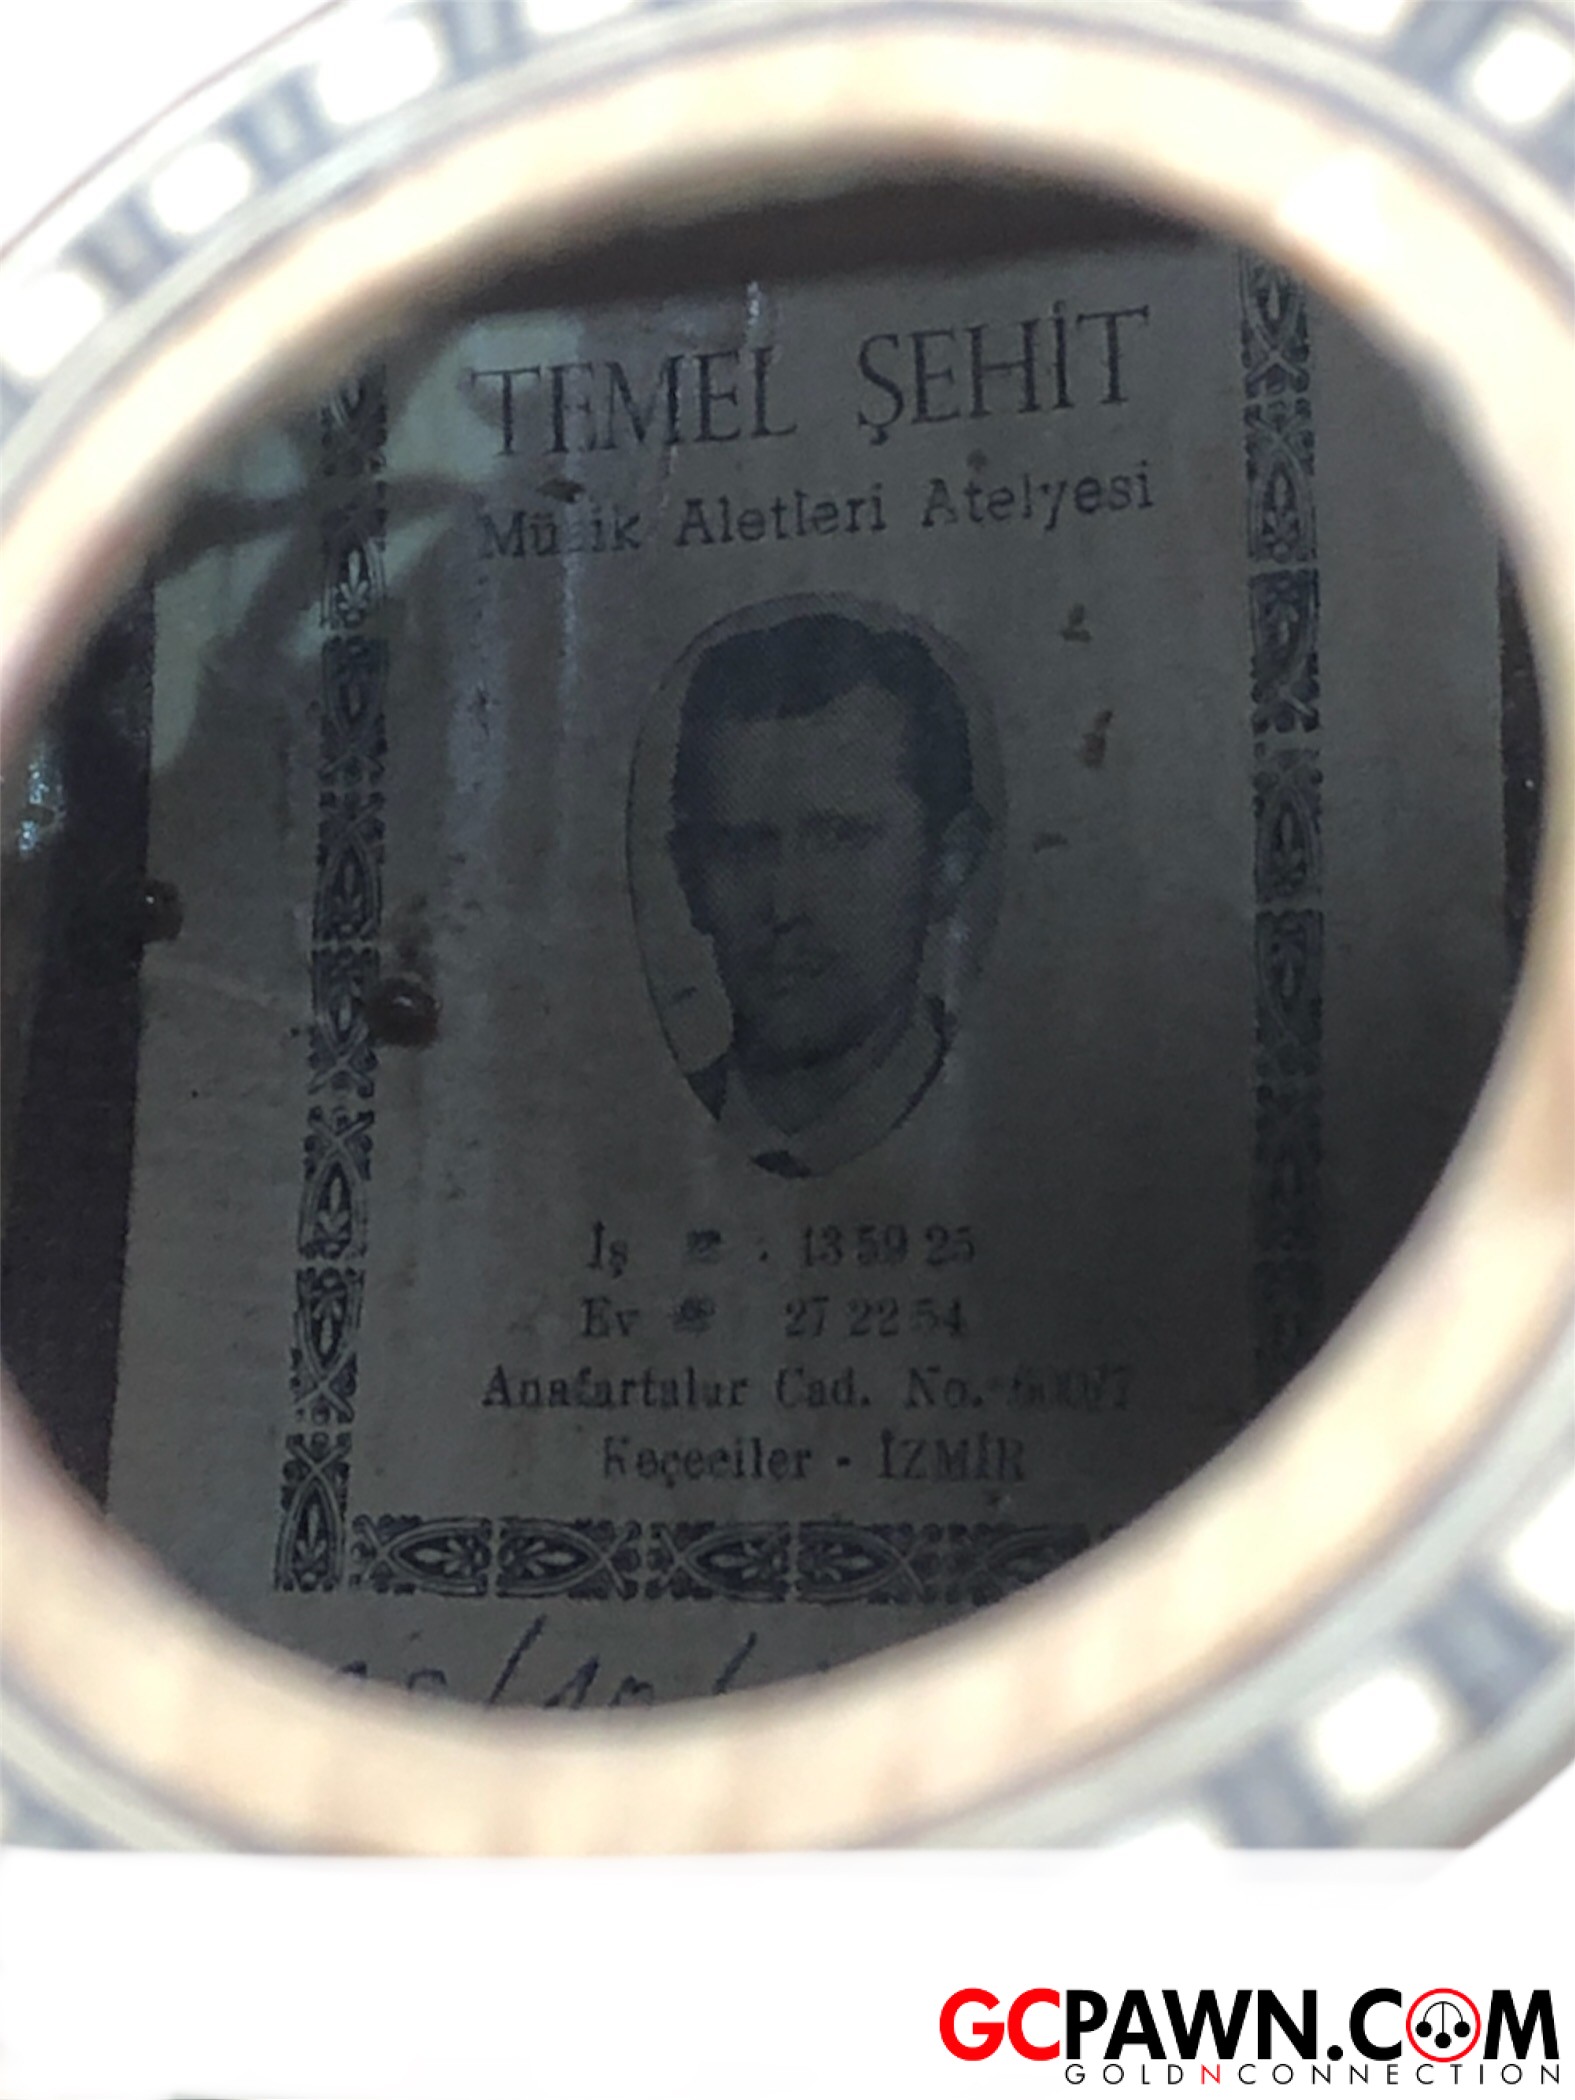 TEMEL ŞEHİT
Müzik Aletleri Atelyesi
İş ☎ : 13 59 25
Ev ☎ 27 22 54
Anafartalar Cad. No.
Keçeciler - İZMİR
GCPAWN.COM
GOLDNCONNECTION